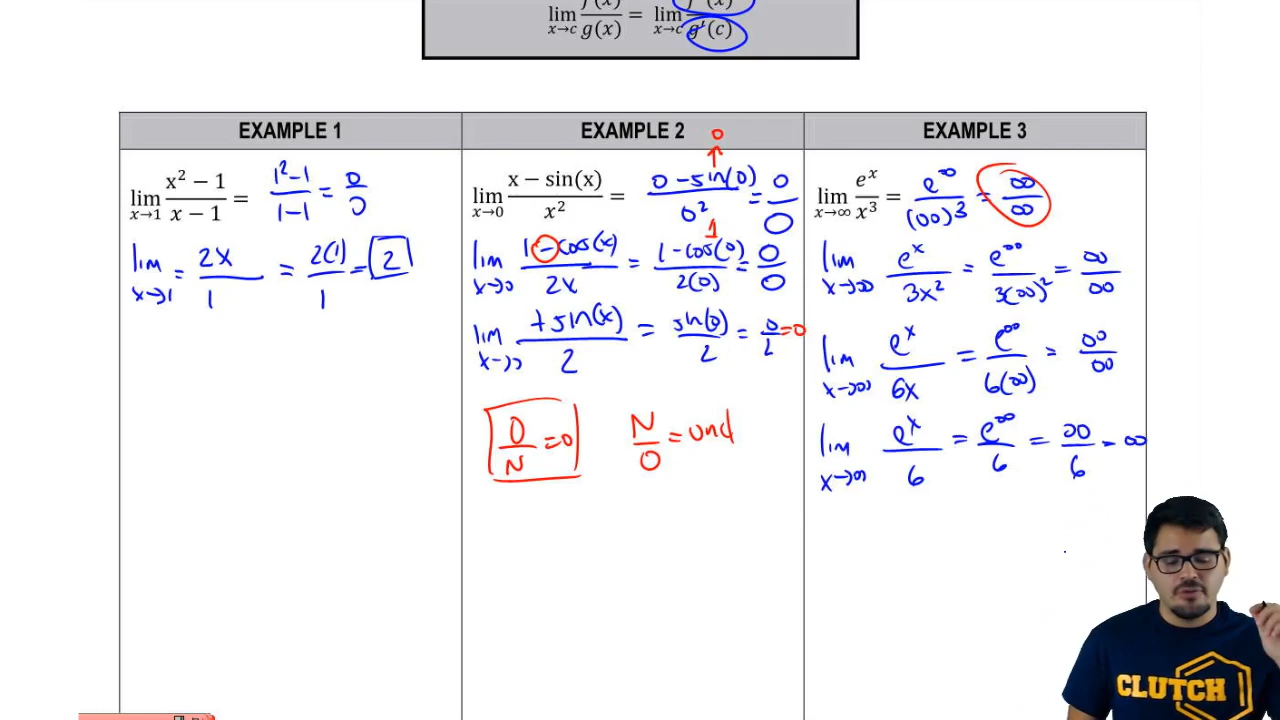 lim x→c f(x)/g(x) = lim x→c f'(x)/g'(c)
EXAMPLE 1
lim x→1 x² − 1 / x − 1 = 1²−1 / 1−1 = 0/0
lim x→1 = 2x / 1 = 2(1) / 1 = 2
EXAMPLE 2
0
lim x→0 x − sin(x) / x² = 0 − sin(0) / 0² = 0/0
1
lim x→0 1 − cos(x) / 2x = 1 − cos(0) / 2(0) = 0/0
lim x→0 +sin(x) / 2 = sin(0) / 2 = 0/2 = 0
0/N = 0 N/0 = und
EXAMPLE 3
lim x→∞ eˣ / x³ = e^∞ / (∞)³ = ∞/∞
lim x→∞ eˣ / 3x² = e^∞ / 3(∞)² = ∞/∞
lim x→∞ eˣ / 6x = e^∞ / 6(∞) = ∞/∞
lim x→∞ eˣ / 6 = e^∞ / 6 = ∞/6 = ∞
CLUTCH